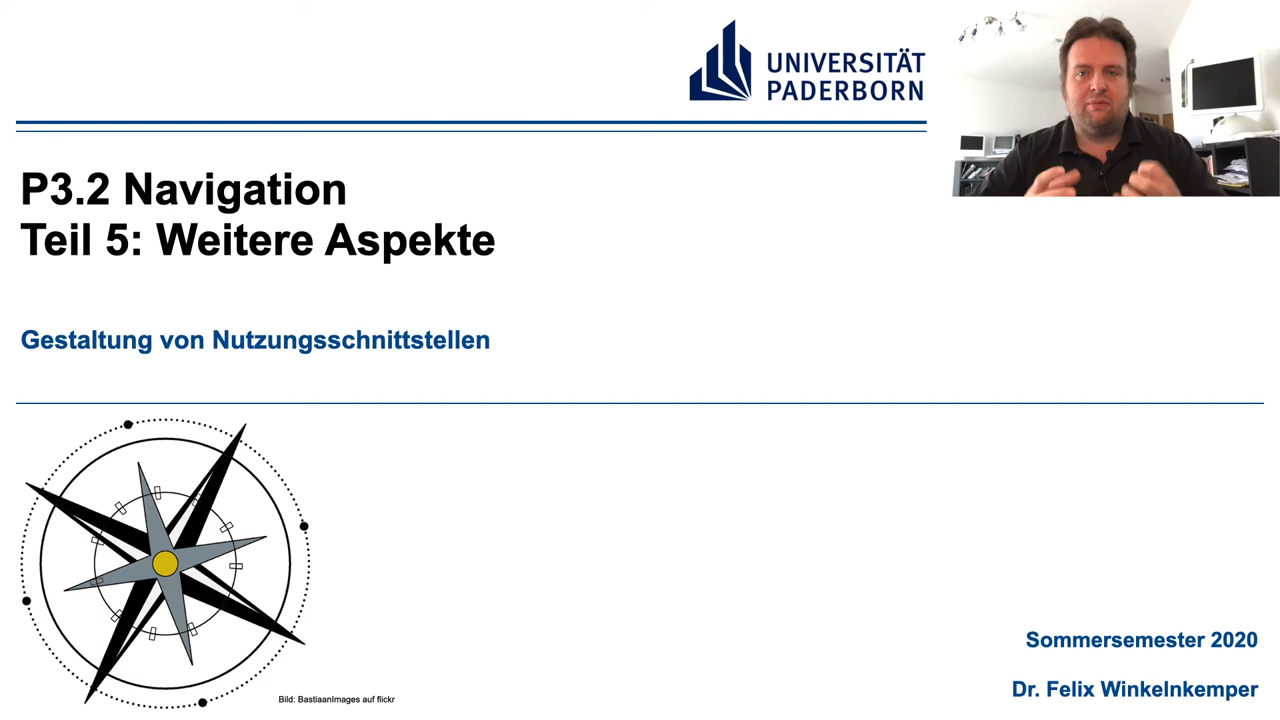 UNIVERSITÄT
PADERBORN
P3.2 Navigation
Teil 5: Weitere Aspekte
Gestaltung von Nutzungsschnittstellen
Bild: BastiaanImages auf flickr
Sommersemester 2020
Dr. Felix Winkelnkemper